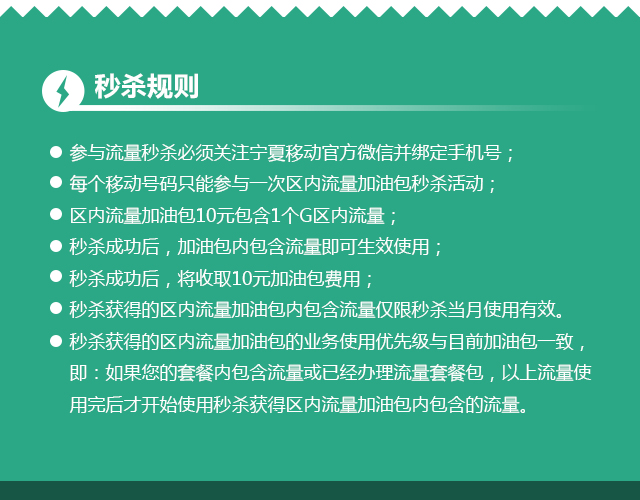 秒杀规则
参与流量秒杀必须关注宁夏移动官方微信并绑定手机号；
每个移动号码只能参与一次区内流量加油包秒杀活动；
区内流量加油包10元包含1个G区内流量；
秒杀成功后，加油包内包含流量即可生效使用；
秒杀成功后，将收取10元加油包费用；
秒杀获得的区内流量加油包内包含流量仅限秒杀当月使用有效。
秒杀获得的区内流量加油包的业务使用优先级与目前加油包一致，
即：如果您的套餐内包含流量或已经办理流量套餐包，以上流量使
用完后才开始使用秒杀获得区内流量加油包内包含的流量。